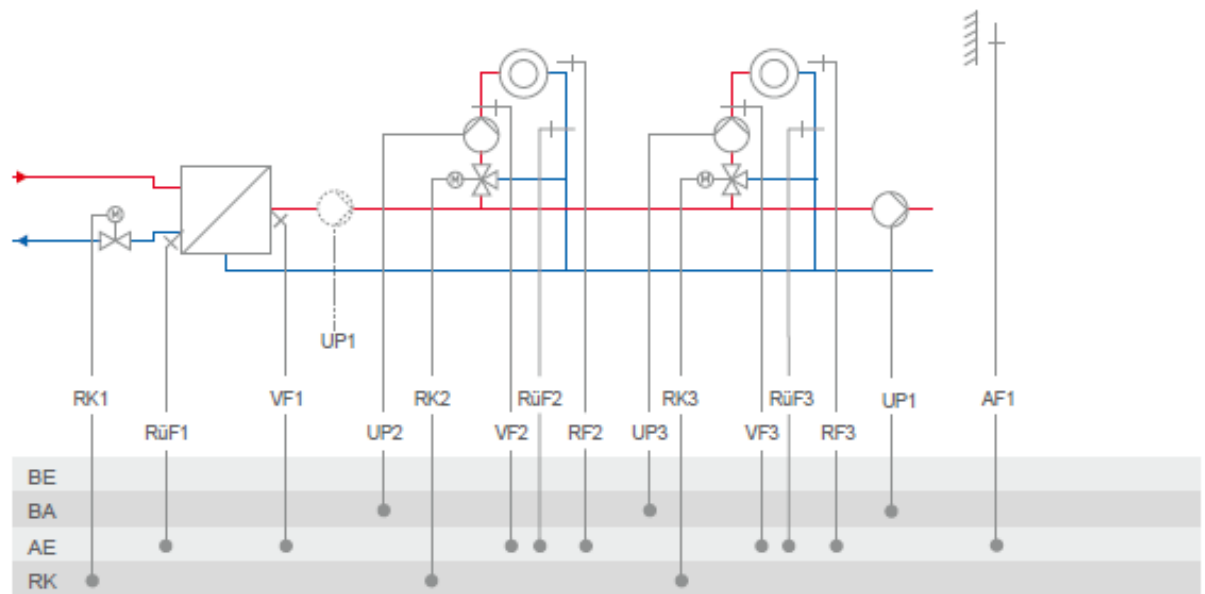 M
M
M
UP1
RK1 VF1 RK2 RüF2 RK3 RüF3 UP1 AF1
RüF1 UP2 VF2 RF2 UP3 VF3 RF3
BE
BA
AE
RK